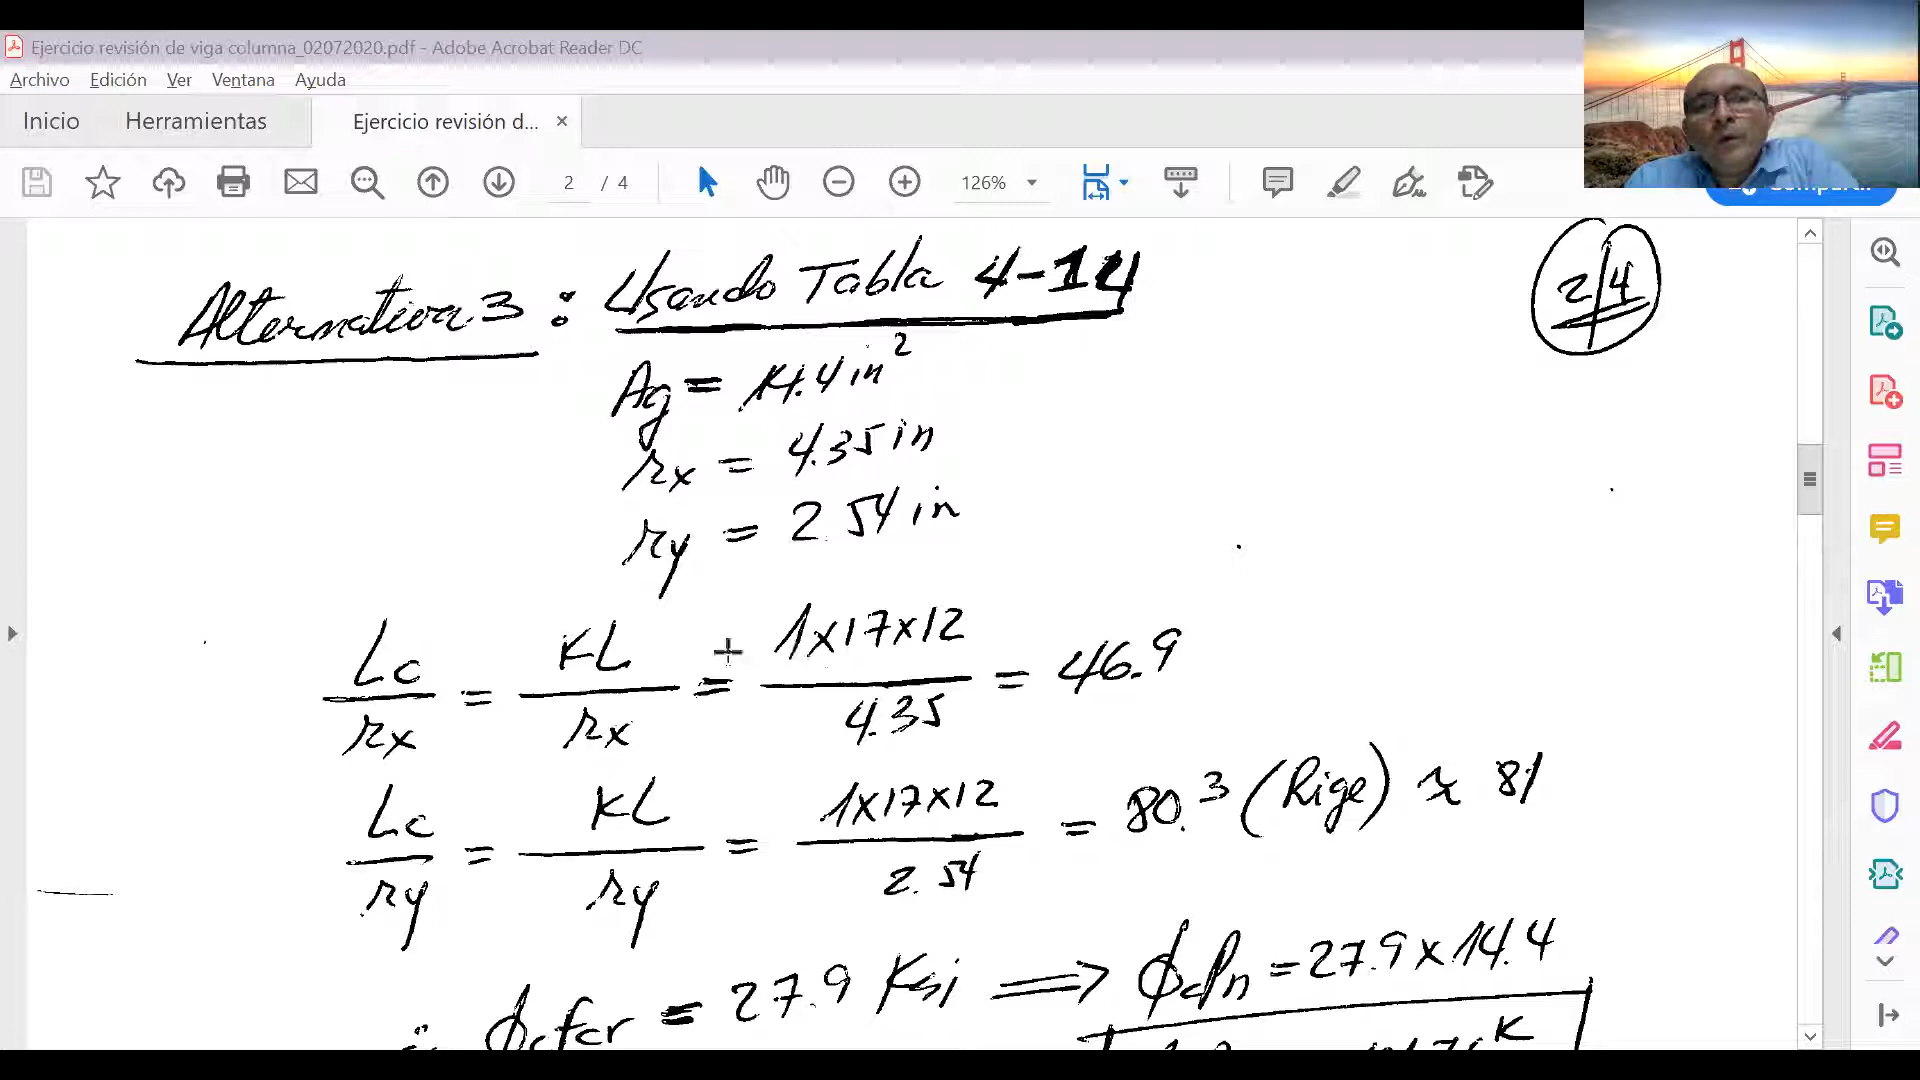 Ejercicio revisión de viga columna_02072020.pdf - Adobe Acrobat Reader DC
Archivo Edición Ver Ventana Ayuda
Inicio Herramientas Ejercicio revisión d... ×
2 / 4 126%
Alternativa 3 : Usando Tabla 4-14
2/4
Ag = 14.4 in²
rx = 4.35 in
ry = 2.54 in
Lc/rx = KL/rx = 1x17x12/4.35 = 46.9
Lc/ry = KL/ry = 1x17x12/2.54 = 80.3 (Rige) ≈ 81
∴ ϕcfcr = 27.9 Ksi ⟹ ϕcPn = 27.9 x 14.4